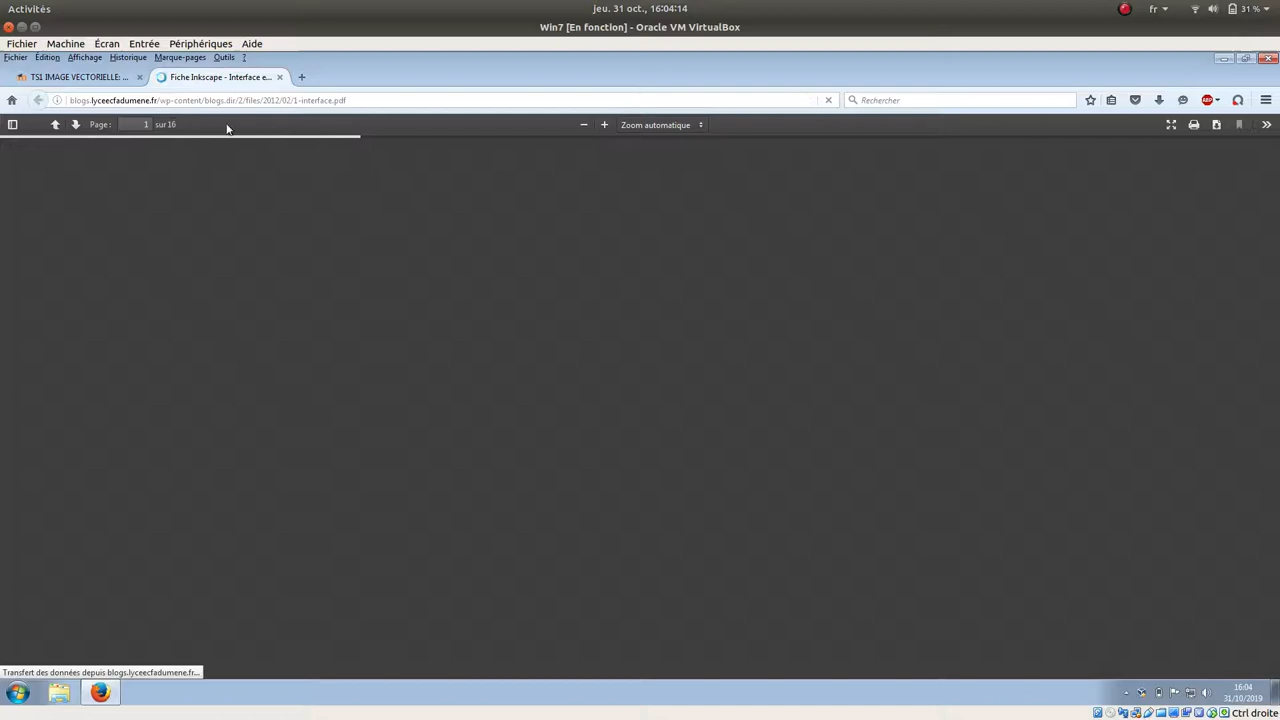 Activités
jeu. 31 oct., 16:04:14
fr
31 %
Win7 [En fonction] - Oracle VM VirtualBox
Fichier Machine Écran Entrée Périphériques Aide
Fichier Édition Affichage Historique Marque-pages Outils ?
TS1 IMAGE VECTORIELLE: ...
Fiche Inkscape - Interface e...
blogs.lyceecfadumene.fr/wp-content/blogs.dir/2/files/2012/02/1-interface.pdf
Rechercher
ABP
Page : 1 sur 16
Zoom automatique
Transfert des données depuis blogs.lyceecfadumene.fr...
16:04
31/10/2019
Ctrl droite